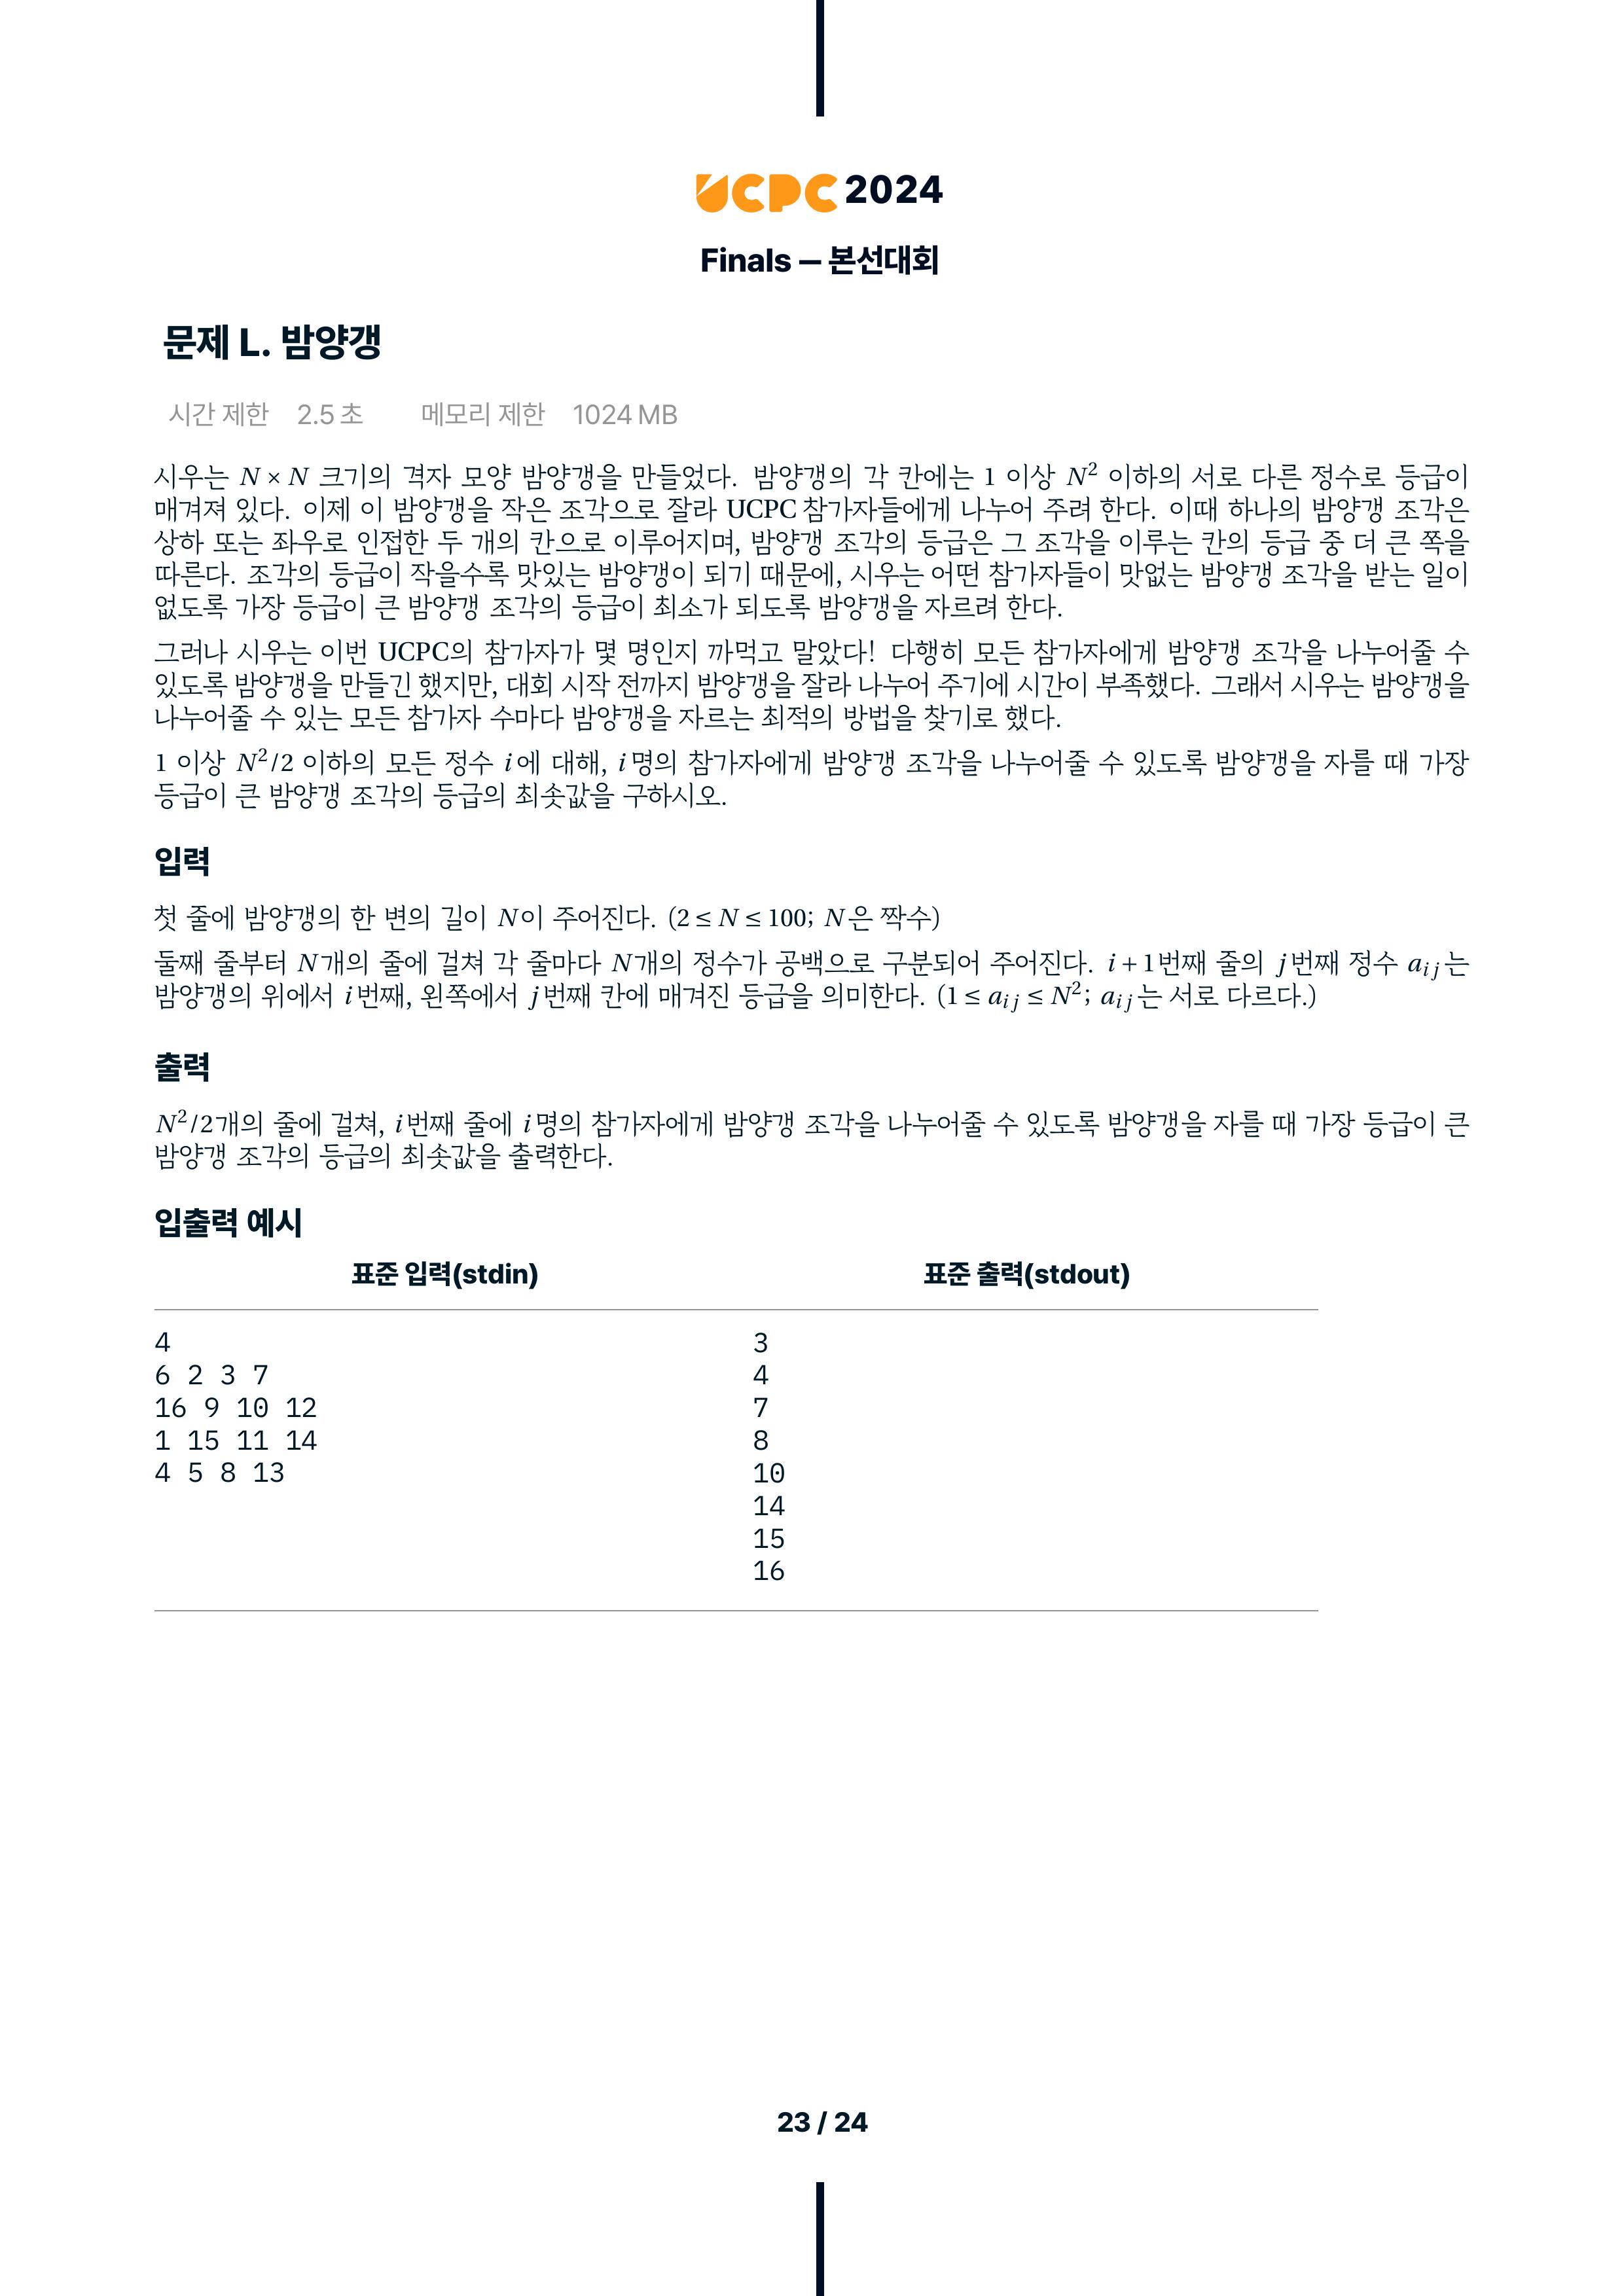 UCPC 2024
Finals — 본선대회
문제 L. 밤양갱
시간 제한 2.5 초 메모리 제한 1024 MB
시우는 N × N 크기의 격자 모양 밤양갱을 만들었다. 밤양갱의 각 칸에는 1 이상 N² 이하의 서로 다른 정수로 등급이
매겨져 있다. 이제 이 밤양갱을 작은 조각으로 잘라 UCPC 참가자들에게 나누어 주려 한다. 이때 하나의 밤양갱 조각은
상하 또는 좌우로 인접한 두 개의 칸으로 이루어지며, 밤양갱 조각의 등급은 그 조각을 이루는 칸의 등급 중 더 큰 쪽을
따른다. 조각의 등급이 작을수록 맛있는 밤양갱이 되기 때문에, 시우는 어떤 참가자들이 맛없는 밤양갱 조각을 받는 일이
없도록 가장 등급이 큰 밤양갱 조각의 등급이 최소가 되도록 밤양갱을 자르려 한다.
그러나 시우는 이번 UCPC의 참가자가 몇 명인지 까먹고 말았다! 다행히 모든 참가자에게 밤양갱 조각을 나누어줄 수
있도록 밤양갱을 만들긴 했지만, 대회 시작 전까지 밤양갱을 잘라 나누어 주기에 시간이 부족했다. 그래서 시우는 밤양갱을
나누어줄 수 있는 모든 참가자 수마다 밤양갱을 자르는 최적의 방법을 찾기로 했다.
1 이상 N²/2 이하의 모든 정수 i에 대해, i명의 참가자에게 밤양갱 조각을 나누어줄 수 있도록 밤양갱을 자를 때 가장
등급이 큰 밤양갱 조각의 등급의 최솟값을 구하시오.
입력
첫 줄에 밤양갱의 한 변의 길이 N이 주어진다. (2 ≤ N ≤ 100; N은 짝수)
둘째 줄부터 N개의 줄에 걸쳐 각 줄마다 N개의 정수가 공백으로 구분되어 주어진다. i + 1번째 줄의 j번째 정수 aᵢⱼ는
밤양갱의 위에서 i번째, 왼쪽에서 j번째 칸에 매겨진 등급을 의미한다. (1 ≤ aᵢⱼ ≤ N²; aᵢⱼ는 서로 다르다.)
출력
N²/2개의 줄에 걸쳐, i번째 줄에 i명의 참가자에게 밤양갱 조각을 나누어줄 수 있도록 밤양갱을 자를 때 가장 등급이 큰
밤양갱 조각의 등급의 최솟값을 출력한다.
입출력 예시
표준 입력(stdin) 표준 출력(stdout)
4
6 2 3 7
16 9 10 12
1 15 11 14
4 5 8 13
3
4
7
8
10
14
15
16
23 / 24